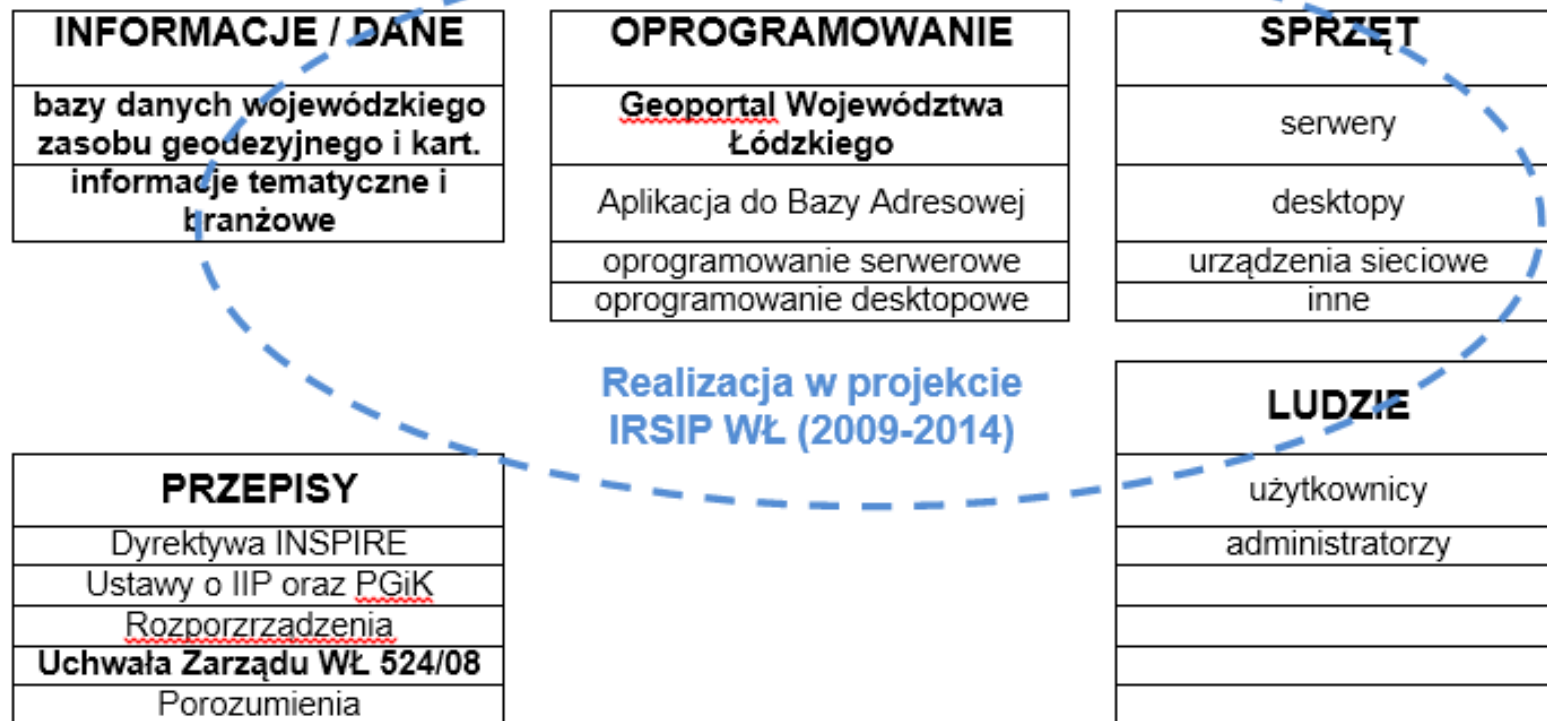 INFORMACJE / DANE
bazy danych wojewódzkiego
zasobu geodezyjnego i kart.
informacje tematyczne i
branżowe
OPROGRAMOWANIE
Geoportal Województwa
Łódzkiego
Aplikacja do Bazy Adresowej
oprogramowanie serwerowe
oprogramowanie desktopowe
SPRZĘT
serwery
desktopy
urządzenia sieciowe
inne
Realizacja w projekcie
IRSIP WŁ (2009-2014)
PRZEPISY
Dyrektywa INSPIRE
Ustawy o IIP oraz PGiK
Rozporzrządzenia
Uchwała Zarządu WŁ 524/08
Porozumienia
LUDZIE
użytkownicy
administratorzy